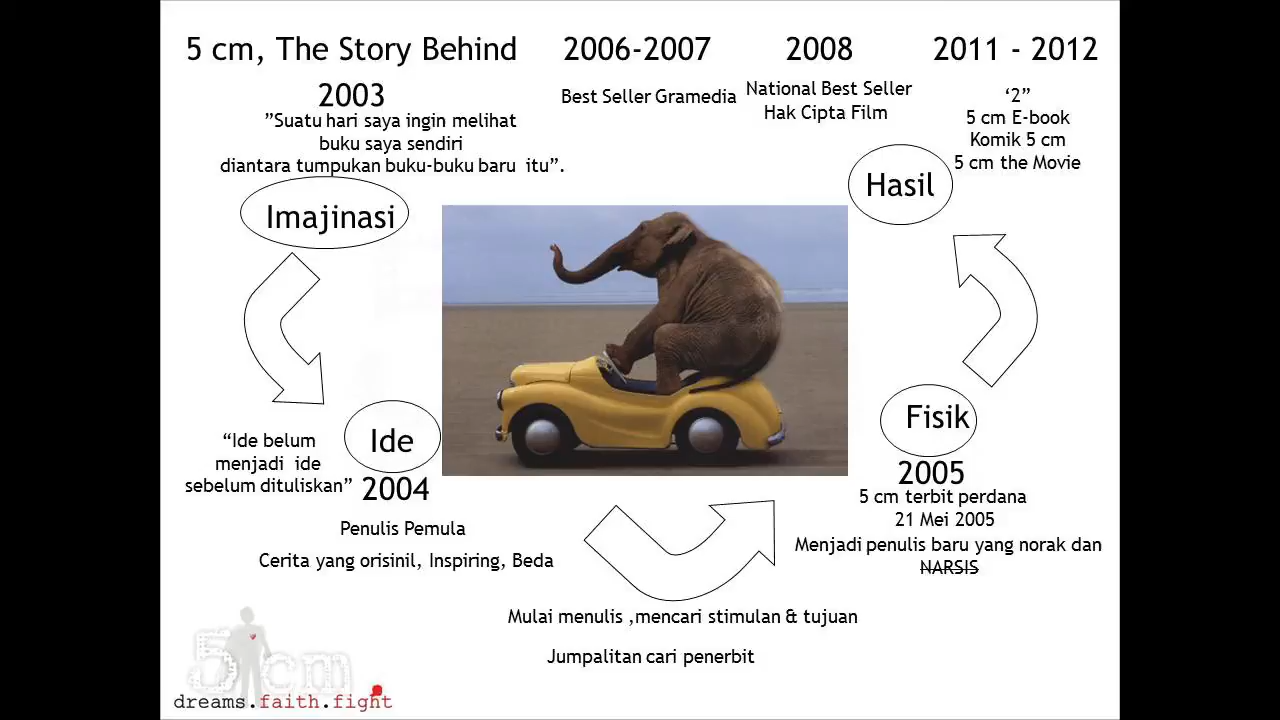 5 cm, The Story Behind
2003
”Suatu hari saya ingin melihat
buku saya sendiri
diantara tumpukan buku-buku baru itu”.
Imajinasi
2006-2007
Best Seller Gramedia
2008
National Best Seller
Hak Cipta Film
2011 - 2012
‘2”
5 cm E-book
Komik 5 cm
5 cm the Movie
Hasil
“Ide belum
menjadi ide
sebelum dituliskan”
Ide
2004
Penulis Pemula
Cerita yang orisinil, Inspiring, Beda
Mulai menulis ,mencari stimulan & tujuan
Jumpalitan cari penerbit
Fisik
2005
5 cm terbit perdana
21 Mei 2005
Menjadi penulis baru yang norak dan
NARSIS
5 cm
dreams.faith.fight